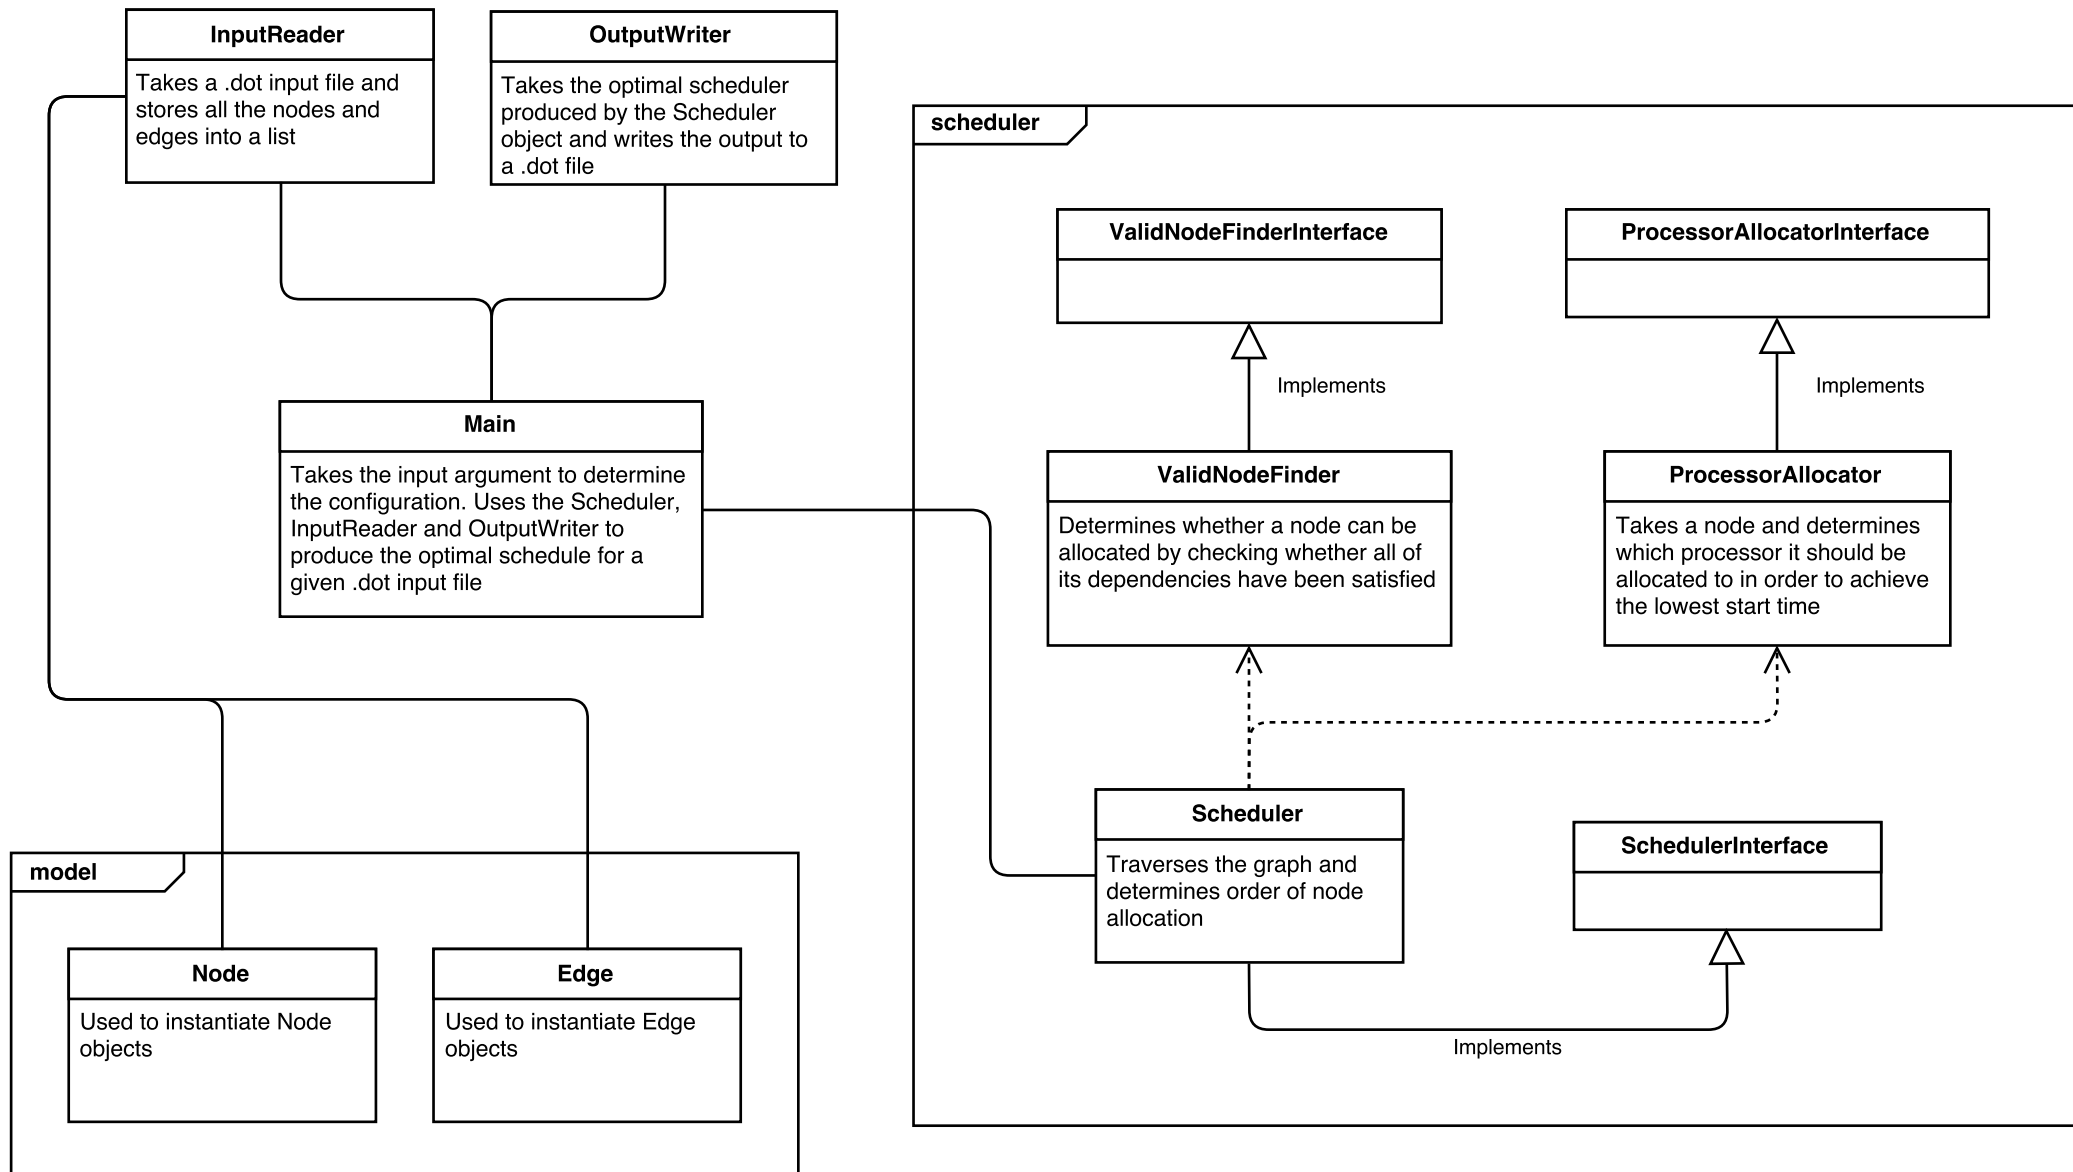 InputReader
Takes a .dot input file and
stores all the nodes and
edges into a list
OutputWriter
Takes the optimal scheduler
produced by the Scheduler
object and writes the output to
a .dot file
Main
Takes the input argument to determine
the configuration. Uses the Scheduler,
InputReader and OutputWriter to
produce the optimal schedule for a
given .dot input file
model
Node
Used to instantiate Node
objects
Edge
Used to instantiate Edge
objects
scheduler
ValidNodeFinderInterface
ProcessorAllocatorInterface
Implements
Implements
ValidNodeFinder
Determines whether a node can be
allocated by checking whether all of
its dependencies have been satisfied
ProcessorAllocator
Takes a node and determines
which processor it should be
allocated to in order to achieve
the lowest start time
Scheduler
Traverses the graph and
determines order of node
allocation
SchedulerInterface
Implements